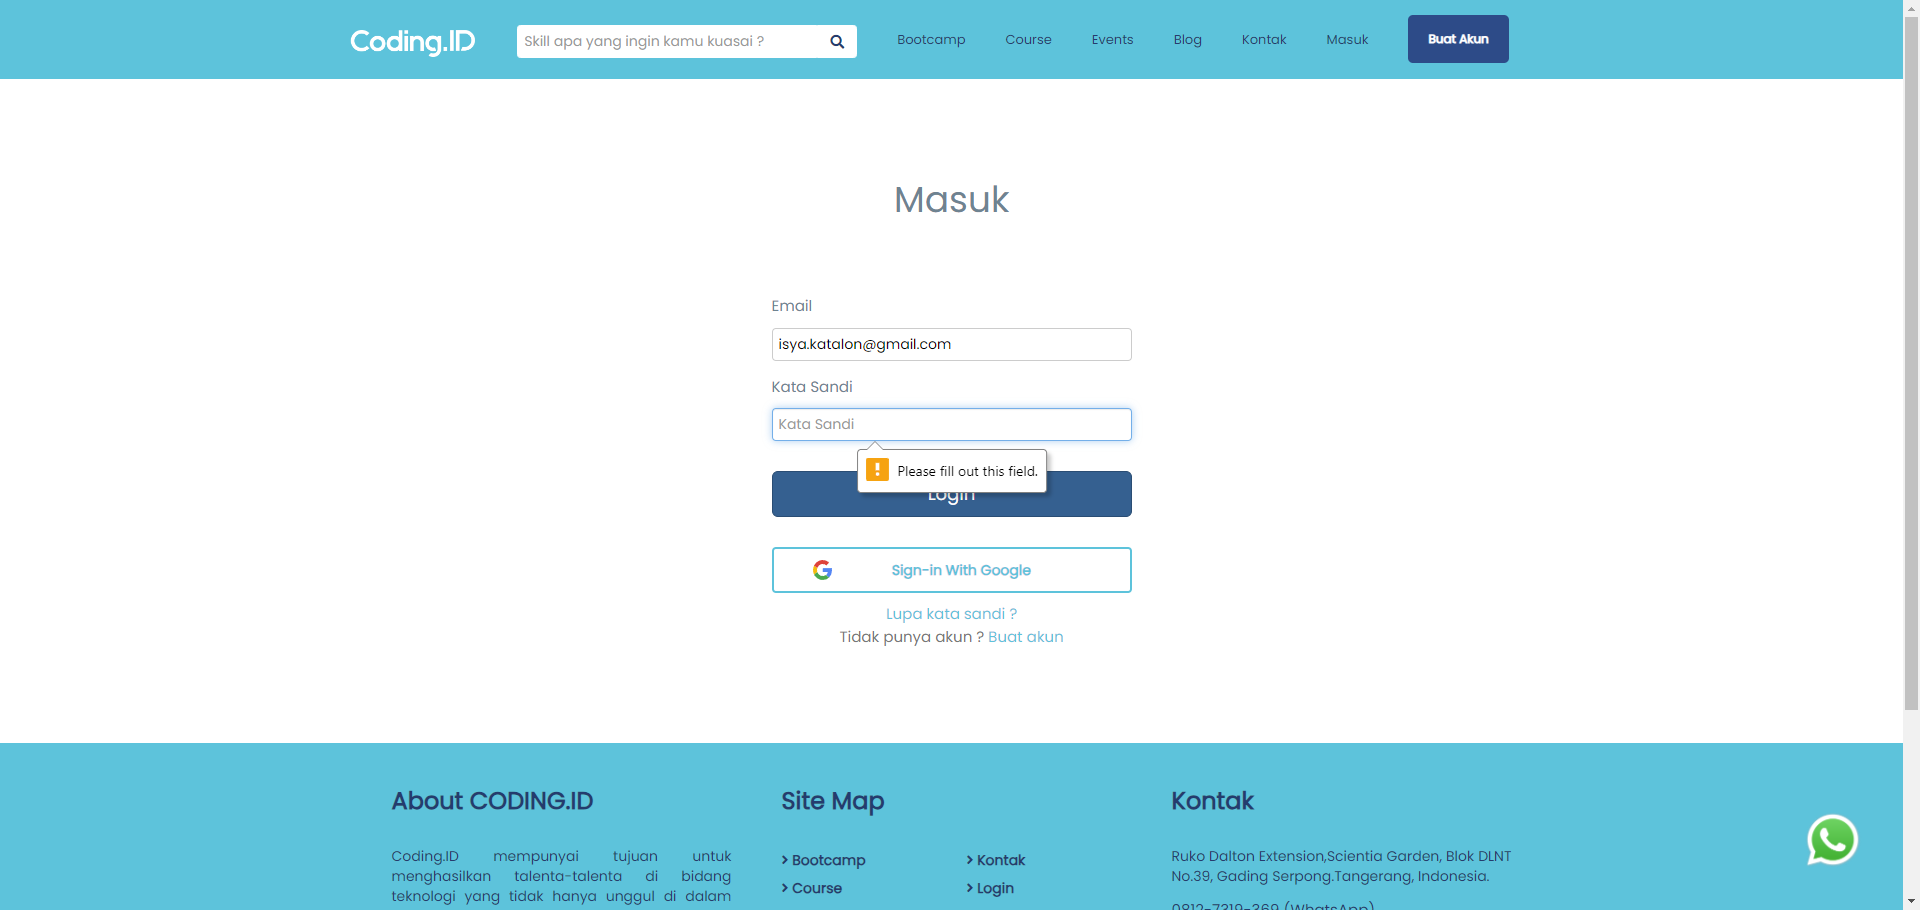 Coding.ID
Skill apa yang ingin kamu kuasai ?
Bootcamp
Course
Events
Blog
Kontak
Masuk
Buat Akun
Masuk
Email
isya.katalon@gmail.com
Kata Sandi
Kata Sandi
Please fill out this field.
Login
Sign-in With Google
Lupa kata sandi ?
Tidak punya akun ? Buat akun
About CODING.ID
Coding.ID mempunyai tujuan untuk
menghasilkan talenta-talenta di bidang
teknologi yang tidak hanya unggul di dalam
Site Map
Bootcamp
Course
Kontak
Login
Kontak
Ruko Dalton Extension,Scientia Garden, Blok DLNT
No.39, Gading Serpong.Tangerang, Indonesia.
0812-7319-369 (WhatsApp)